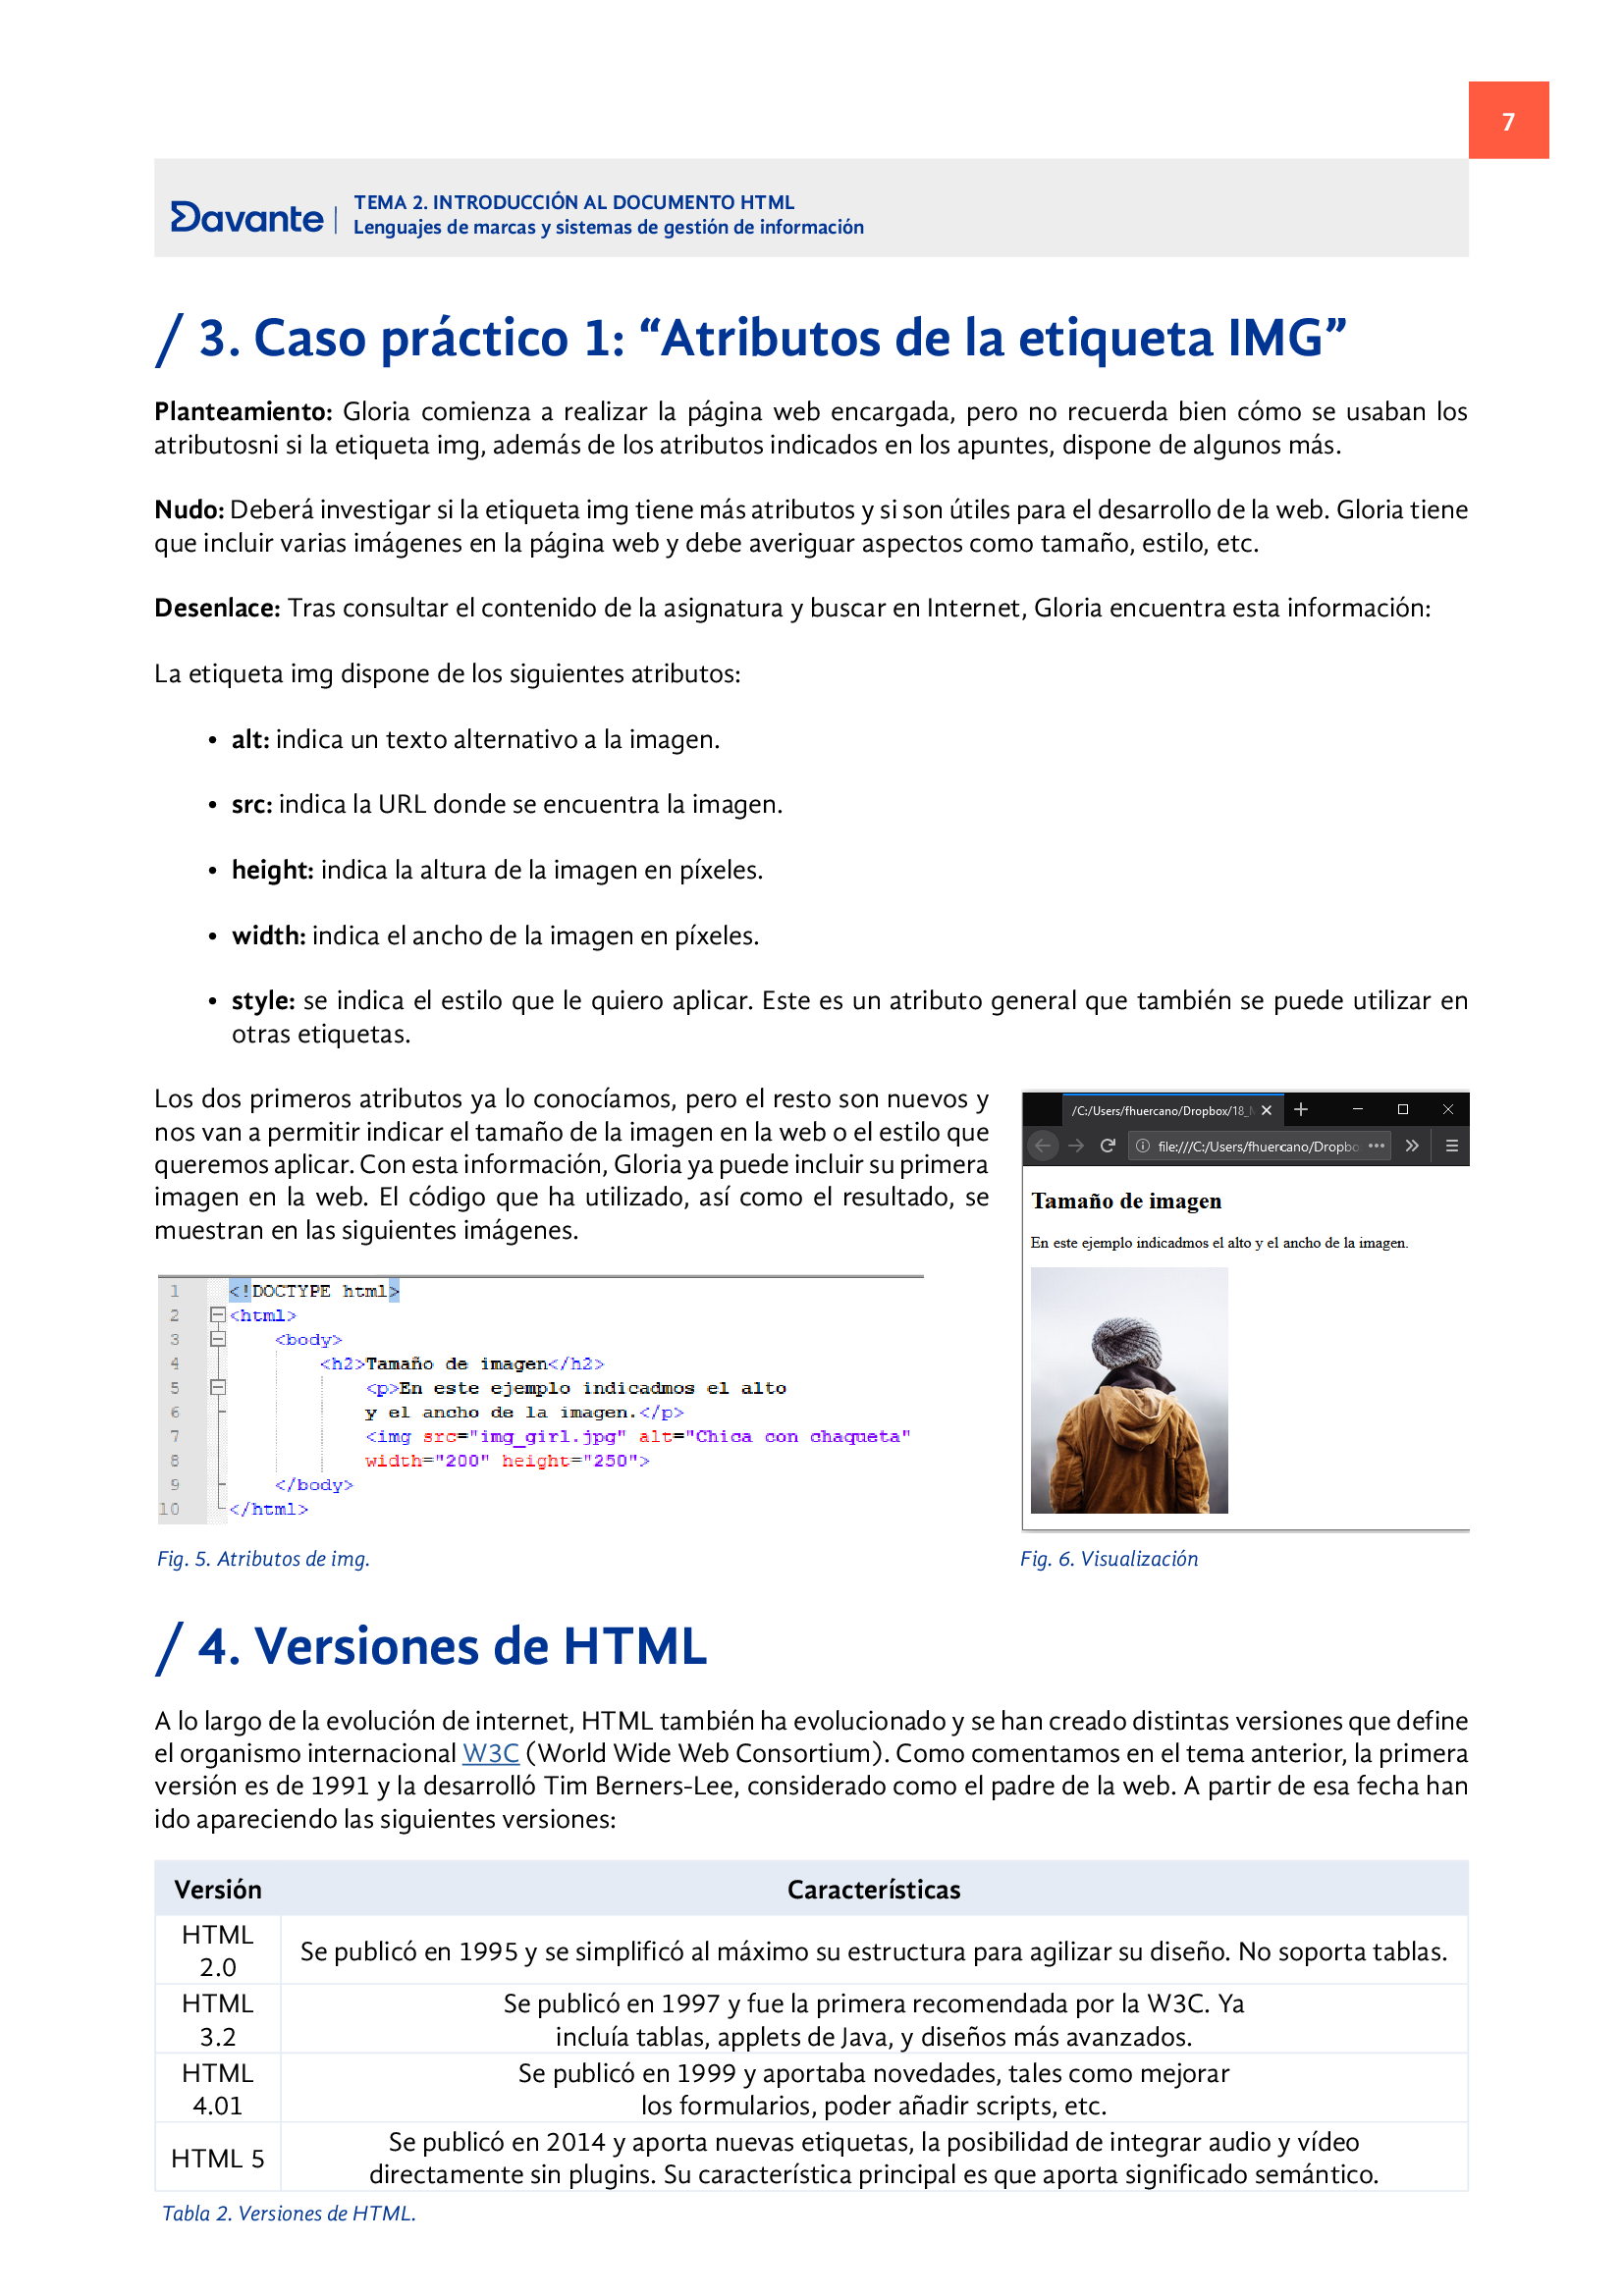 7
Davante
TEMA 2. INTRODUCCIÓN AL DOCUMENTO HTML
Lenguajes de marcas y sistemas de gestión de información
/ 3. Caso práctico 1: “Atributos de la etiqueta IMG”
Planteamiento: Gloria comienza a realizar la página web encargada, pero no recuerda bien cómo se usaban los
atributosni si la etiqueta img, además de los atributos indicados en los apuntes, dispone de algunos más.
Nudo: Deberá investigar si la etiqueta img tiene más atributos y si son útiles para el desarrollo de la web. Gloria tiene
que incluir varias imágenes en la página web y debe averiguar aspectos como tamaño, estilo, etc.
Desenlace: Tras consultar el contenido de la asignatura y buscar en Internet, Gloria encuentra esta información:
La etiqueta img dispone de los siguientes atributos:
• alt: indica un texto alternativo a la imagen.
• src: indica la URL donde se encuentra la imagen.
• height: indica la altura de la imagen en píxeles.
• width: indica el ancho de la imagen en píxeles.
• style: se indica el estilo que le quiero aplicar. Este es un atributo general que también se puede utilizar en
otras etiquetas.
Los dos primeros atributos ya lo conocíamos, pero el resto son nuevos y
nos van a permitir indicar el tamaño de la imagen en la web o el estilo que
queremos aplicar. Con esta información, Gloria ya puede incluir su primera
imagen en la web. El código que ha utilizado, así como el resultado, se
muestran en las siguientes imágenes.
1 <!DOCTYPE html>
2 <html>
3 <body>
4 <h2>Tamaño de imagen</h2>
5 <p>En este ejemplo indicadmos el alto
6 y el ancho de la imagen.</p>
7 <img src="img_girl.jpg" alt="Chica con chaqueta"
8 width="200" height="250">
9 </body>
10 </html>
Fig. 5. Atributos de img.
/C:/Users/fhuercano/Dropbox/18_M
file:///C:/Users/fhuercano/Dropbo
Tamaño de imagen
En este ejemplo indicadmos el alto y el ancho de la imagen.
Fig. 6. Visualización
/ 4. Versiones de HTML
A lo largo de la evolución de internet, HTML también ha evolucionado y se han creado distintas versiones que define
el organismo internacional W3C (World Wide Web Consortium). Como comentamos en el tema anterior, la primera
versión es de 1991 y la desarrolló Tim Berners-Lee, considerado como el padre de la web. A partir de esa fecha han
ido apareciendo las siguientes versiones:
Versión Características
HTML
2.0
Se publicó en 1995 y se simplificó al máximo su estructura para agilizar su diseño. No soporta tablas.
HTML
3.2
Se publicó en 1997 y fue la primera recomendada por la W3C. Ya
incluía tablas, applets de Java, y diseños más avanzados.
HTML
4.01
Se publicó en 1999 y aportaba novedades, tales como mejorar
los formularios, poder añadir scripts, etc.
HTML 5
Se publicó en 2014 y aporta nuevas etiquetas, la posibilidad de integrar audio y vídeo
directamente sin plugins. Su característica principal es que aporta significado semántico.
Tabla 2. Versiones de HTML.